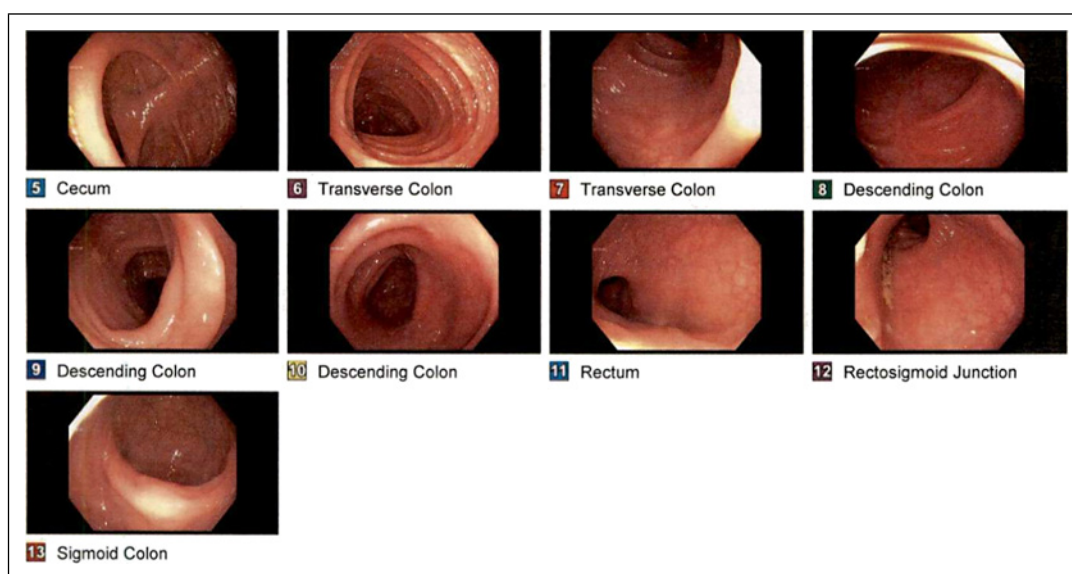 5 Cecum
6 Transverse Colon
7 Transverse Colon
8 Descending Colon
9 Descending Colon
10 Descending Colon
11 Rectum
12 Rectosigmoid Junction
13 Sigmoid Colon